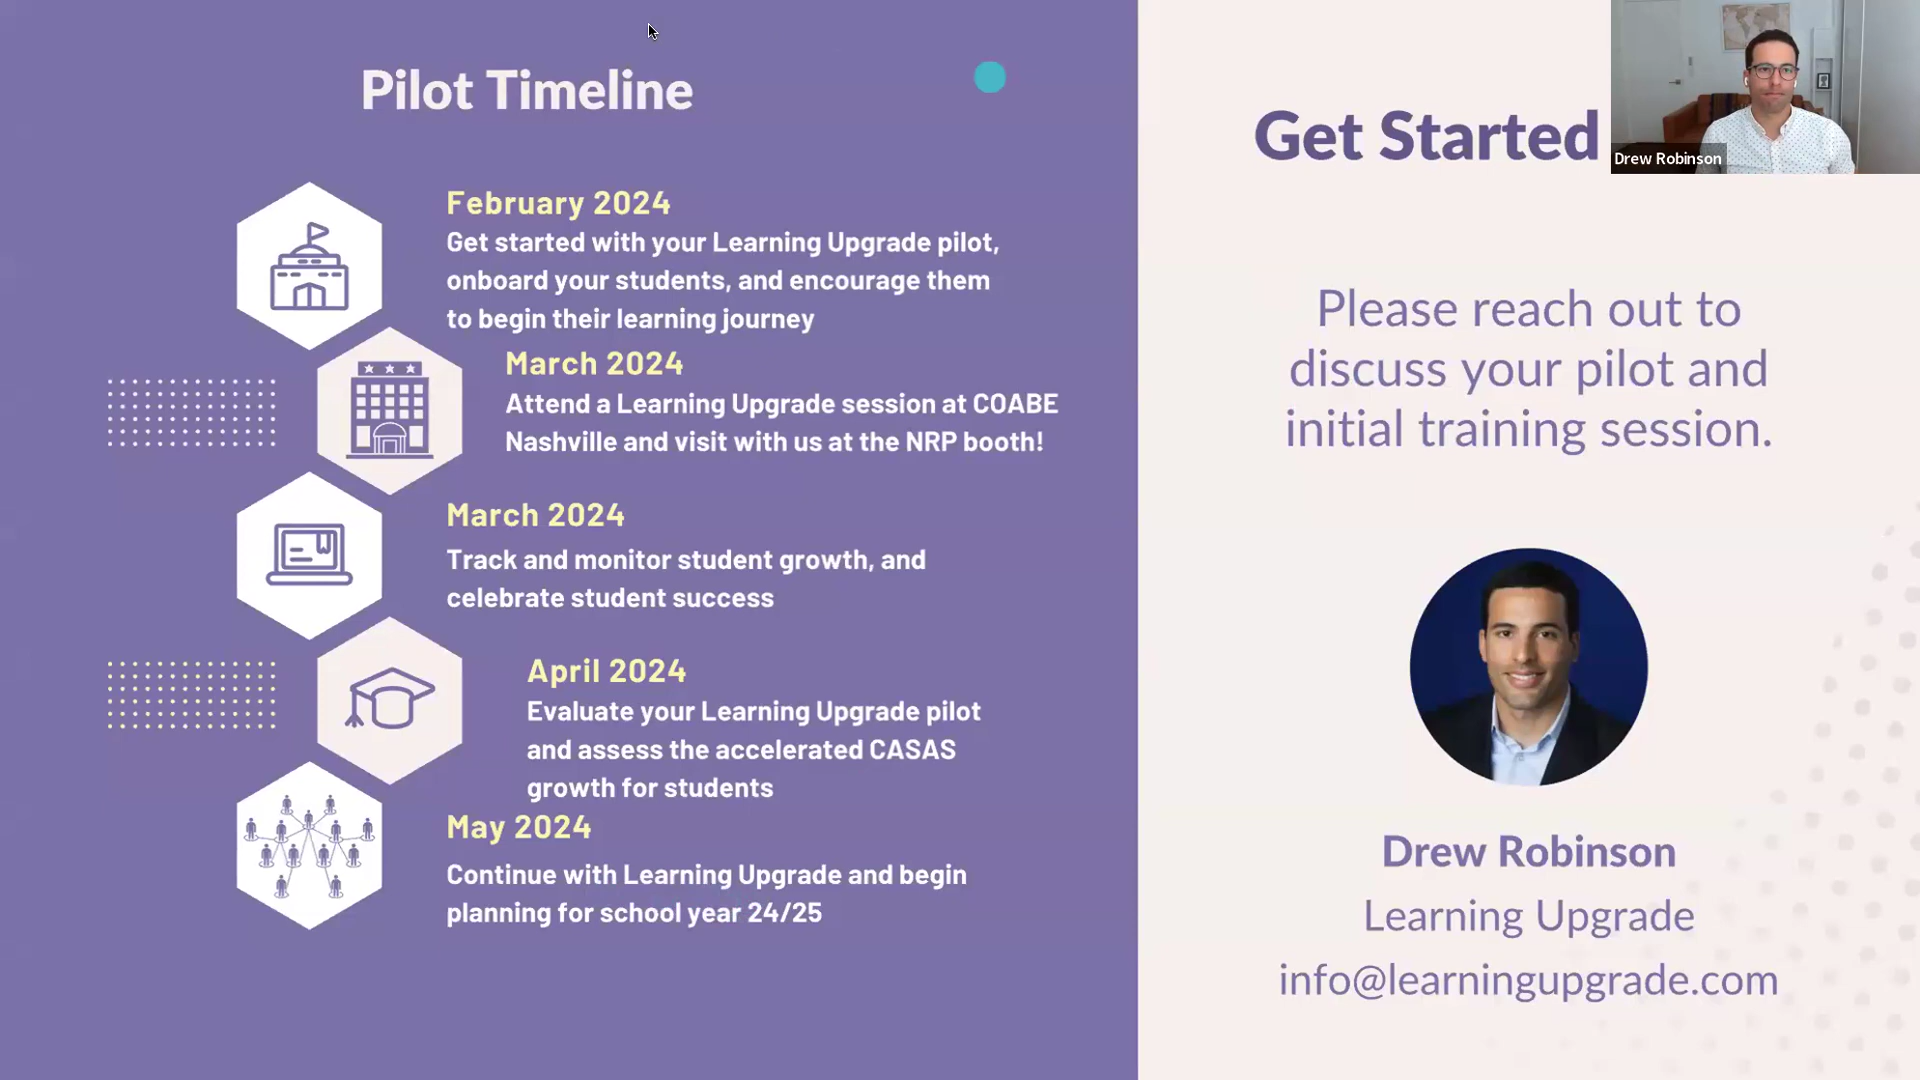 Pilot Timeline
February 2024
Get started with your Learning Upgrade pilot,
onboard your students, and encourage them
to begin their learning journey
March 2024
Attend a Learning Upgrade session at COABE
Nashville and visit with us at the NRP booth!
March 2024
Track and monitor student growth, and
celebrate student success
April 2024
Evaluate your Learning Upgrade pilot
and assess the accelerated CASAS
growth for students
May 2024
Continue with Learning Upgrade and begin
planning for school year 24/25
Get Started
Drew Robinson
Please reach out to
discuss your pilot and
initial training session.
Drew Robinson
Learning Upgrade
info@learningupgrade.com